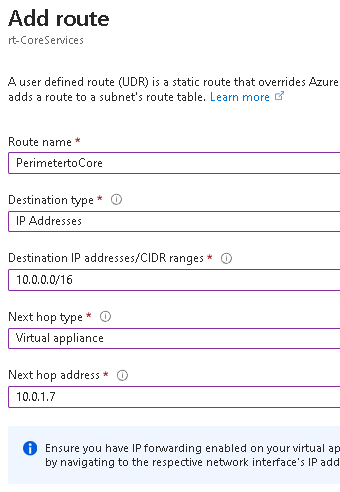 Add route
rt-CoreServices
A user defined route (UDR) is a static route that overrides Azure
adds a route to a subnet's route table. Learn more
Route name *
PerimetertoCore
Destination type *
IP Addresses
Destination IP addresses/CIDR ranges *
10.0.0.0/16
Next hop type *
Virtual appliance
Next hop address *
10.0.1.7
Ensure you have IP forwarding enabled on your virtual ap
by navigating to the respective network interface's IP add